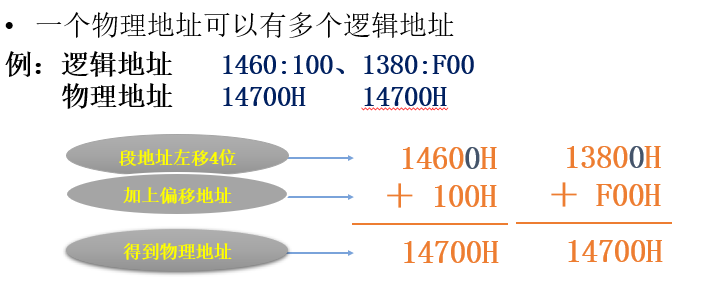 • 一个物理地址可以有多个逻辑地址
例：逻辑地址 1460:100、1380:F00
物理地址 14700H 14700H
段地址左移4位 14600H 13800H
加上偏移地址 ＋ 100H ＋ F00H
得到物理地址 14700H 14700H